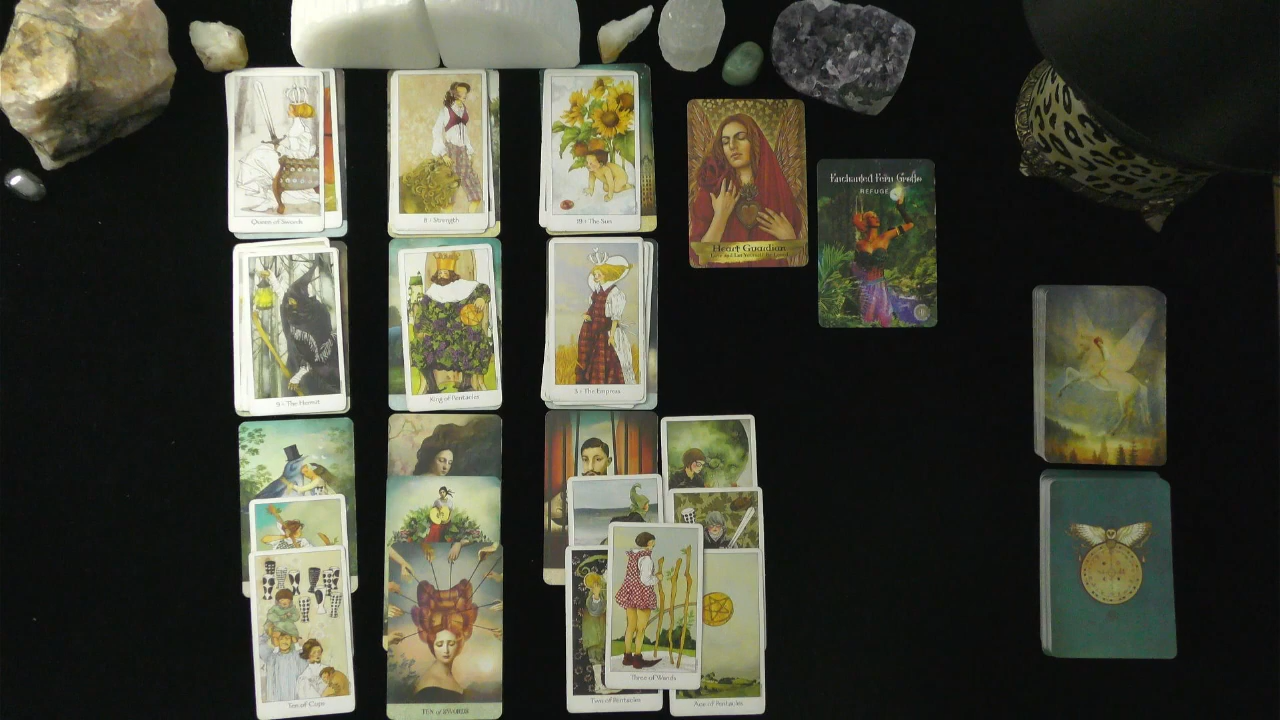 Queen of Swords
8 • Strength
19 • The Sun
Heart Guardian
Enchanted Fern Grotto
REFUGE
9 • The Hermit
King of Pentacles
3 • The Empress
Ten of Cups
TEN of SWORDS
Three of Wands
Two of Pentacles
Ace of Pentacles